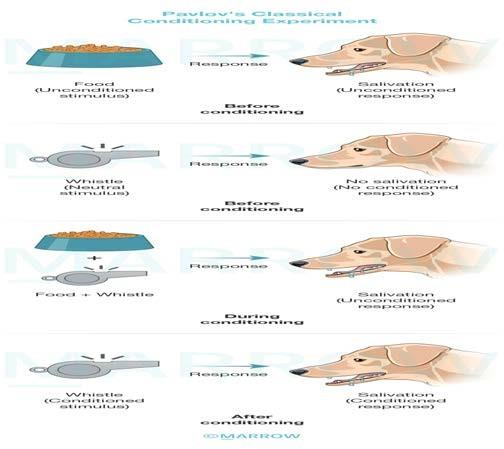 Pavlov's Classical
Conditioning Experiment
Food
(Unconditioned
stimulus)
Response
Salivation
(Unconditioned
response)
Before
conditioning
Whistle
(Neutral
stimulus)
Response
No salivation
(No conditioned
response)
Before
conditioning
+
Food + Whistle
Response
Salivation
(Unconditioned
response)
During
conditioning
Whistle
(Conditioned
stimulus)
Response
Salivation
(Conditioned
response)
After
conditioning
©MARROW